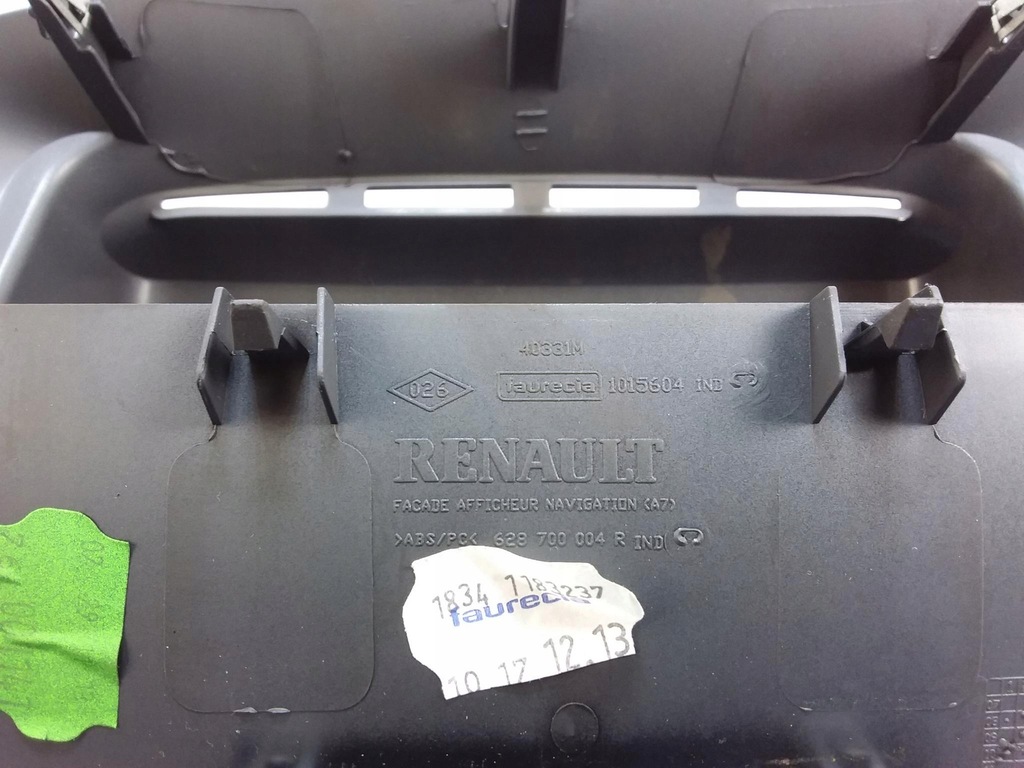 40331M
026 faurecia 1015604 IND
RENAULT
FACADE AFFICHEUR NAVIGATION (A7)
>ABS/PC< 628 700 004 R IND
1834 1183237
faurecia
10 17 12.13